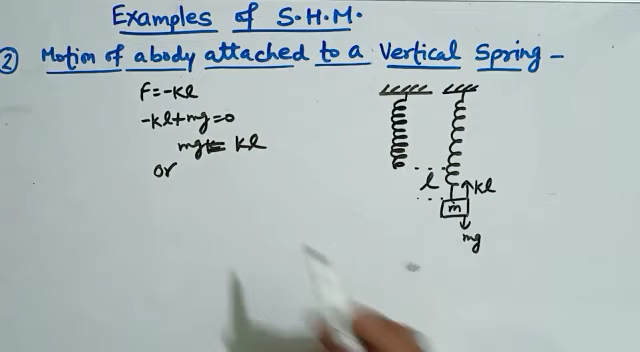 Examples of S.H.M.
② Motion of a body attached to a Vertical Spring -
F=-kl
-kl+mg=0
mg = kl
or
l
kl
m
mg